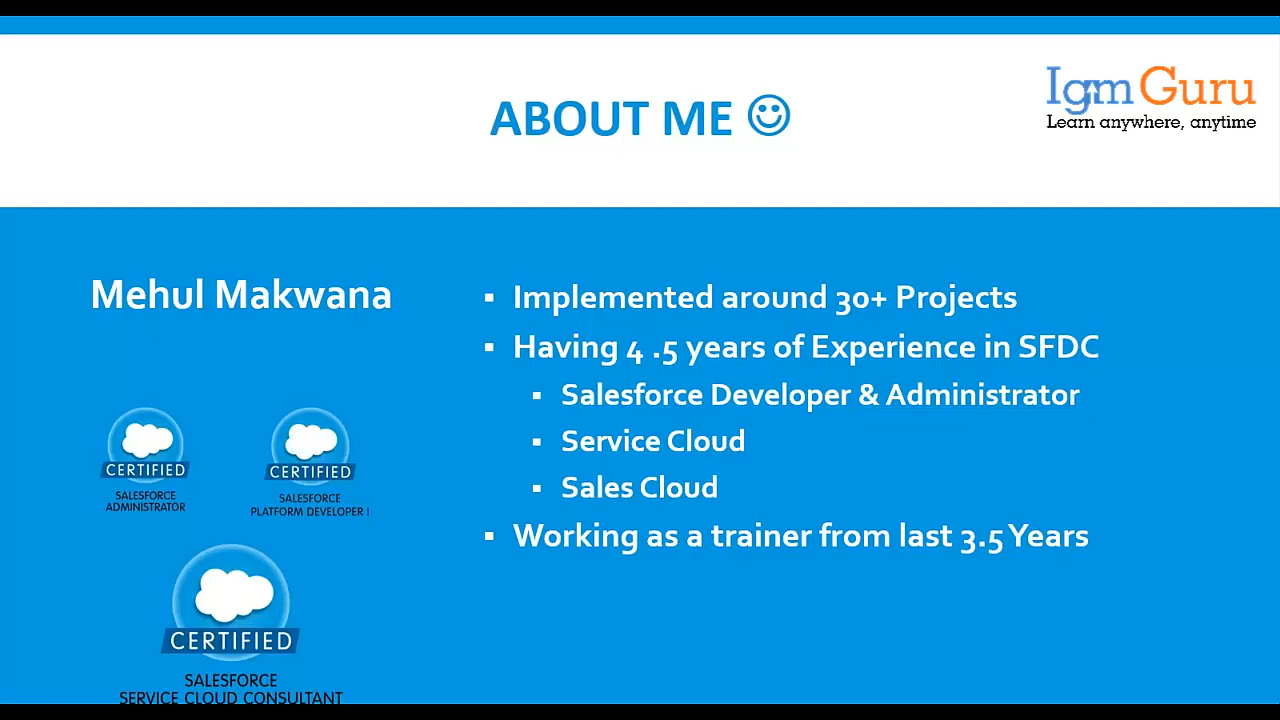 ABOUT ME ☺
Igm Guru
Learn anywhere, anytime
Mehul Makwana
▪ Implemented around 30+ Projects
▪ Having 4 .5 years of Experience in SFDC
▪ Salesforce Developer & Administrator
▪ Service Cloud
▪ Sales Cloud
▪ Working as a trainer from last 3.5 Years
CERTIFIED
SALESFORCE
ADMINISTRATOR
CERTIFIED
SALESFORCE
PLATFORM DEVELOPER I
CERTIFIED
SALESFORCE
SERVICE CLOUD CONSULTANT